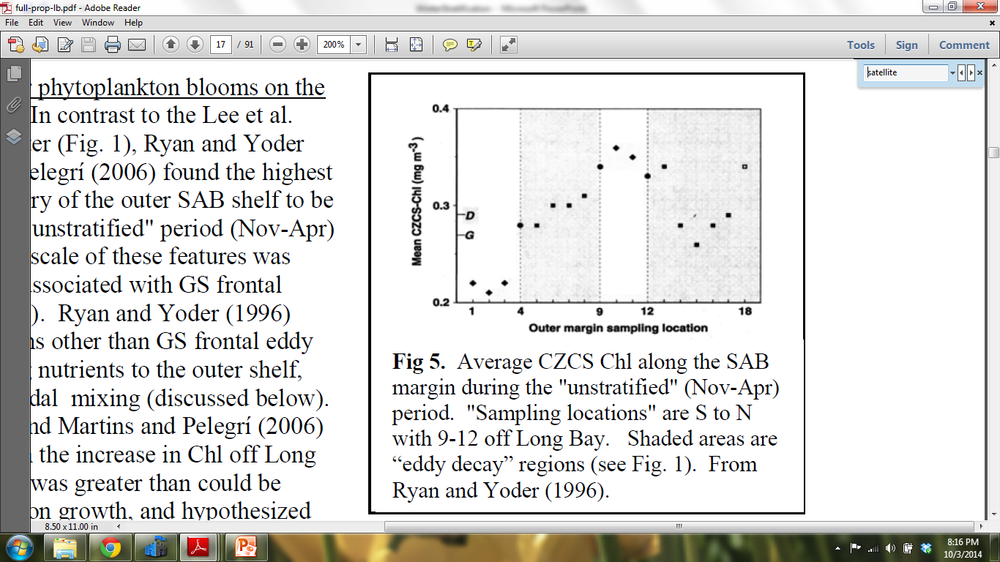 full-prop-lb.pdf - Adobe Reader
WinterStratification - Microsoft PowerPoint
File Edit View Window Help
17 / 91
200%
Tools Sign Comment
satellite
phytoplankton blooms on the
In contrast to the Lee et al.
(Fig. 1), Ryan and Yoder
(2006) found the highest
of the outer SAB shelf to be
unstratified" period (Nov-Apr)
scale of these features was
with GS frontal
). Ryan and Yoder (1996)
other than GS frontal eddy
nutrients to the outer shelf,
mixing (discussed below).
Martins and Pelegrí (2006)
the increase in Chl off Long
was greater than could be
growth, and hypothesized
Mean CZCS-Chl (mg m-3)
0.4
0.3
0.2
D
G
1 4 9 12 18
Outer margin sampling location
Fig 5. Average CZCS Chl along the SAB
margin during the "unstratified" (Nov-Apr)
period. "Sampling locations" are S to N
with 9-12 off Long Bay. Shaded areas are
“eddy decay” regions (see Fig. 1). From
Ryan and Yoder (1996).
8.50 x 11.00 in
8:16 PM
10/3/2014